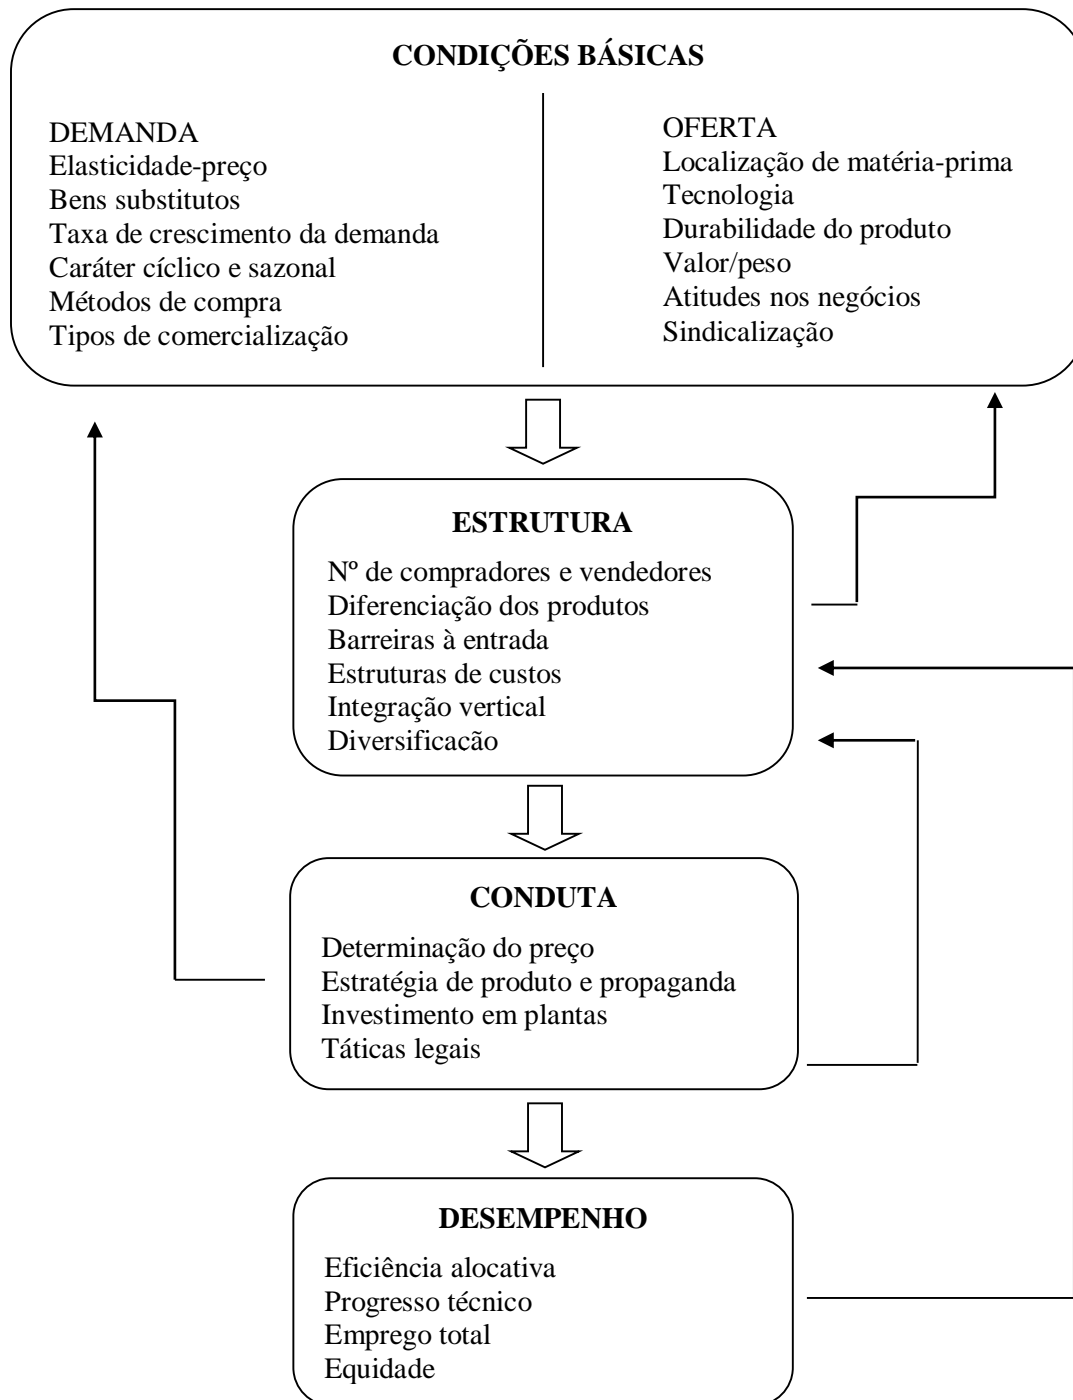 CONDIÇÕES BÁSICAS
DEMANDA
Elasticidade-preço
Bens substitutos
Taxa de crescimento da demanda
Caráter cíclico e sazonal
Métodos de compra
Tipos de comercialização
OFERTA
Localização de matéria-prima
Tecnologia
Durabilidade do produto
Valor/peso
Atitudes nos negócios
Sindicalização
ESTRUTURA
Nº de compradores e vendedores
Diferenciação dos produtos
Barreiras à entrada
Estruturas de custos
Integração vertical
Diversificação
CONDUTA
Determinação do preço
Estratégia de produto e propaganda
Investimento em plantas
Táticas legais
DESEMPENHO
Eficiência alocativa
Progresso técnico
Emprego total
Equidade